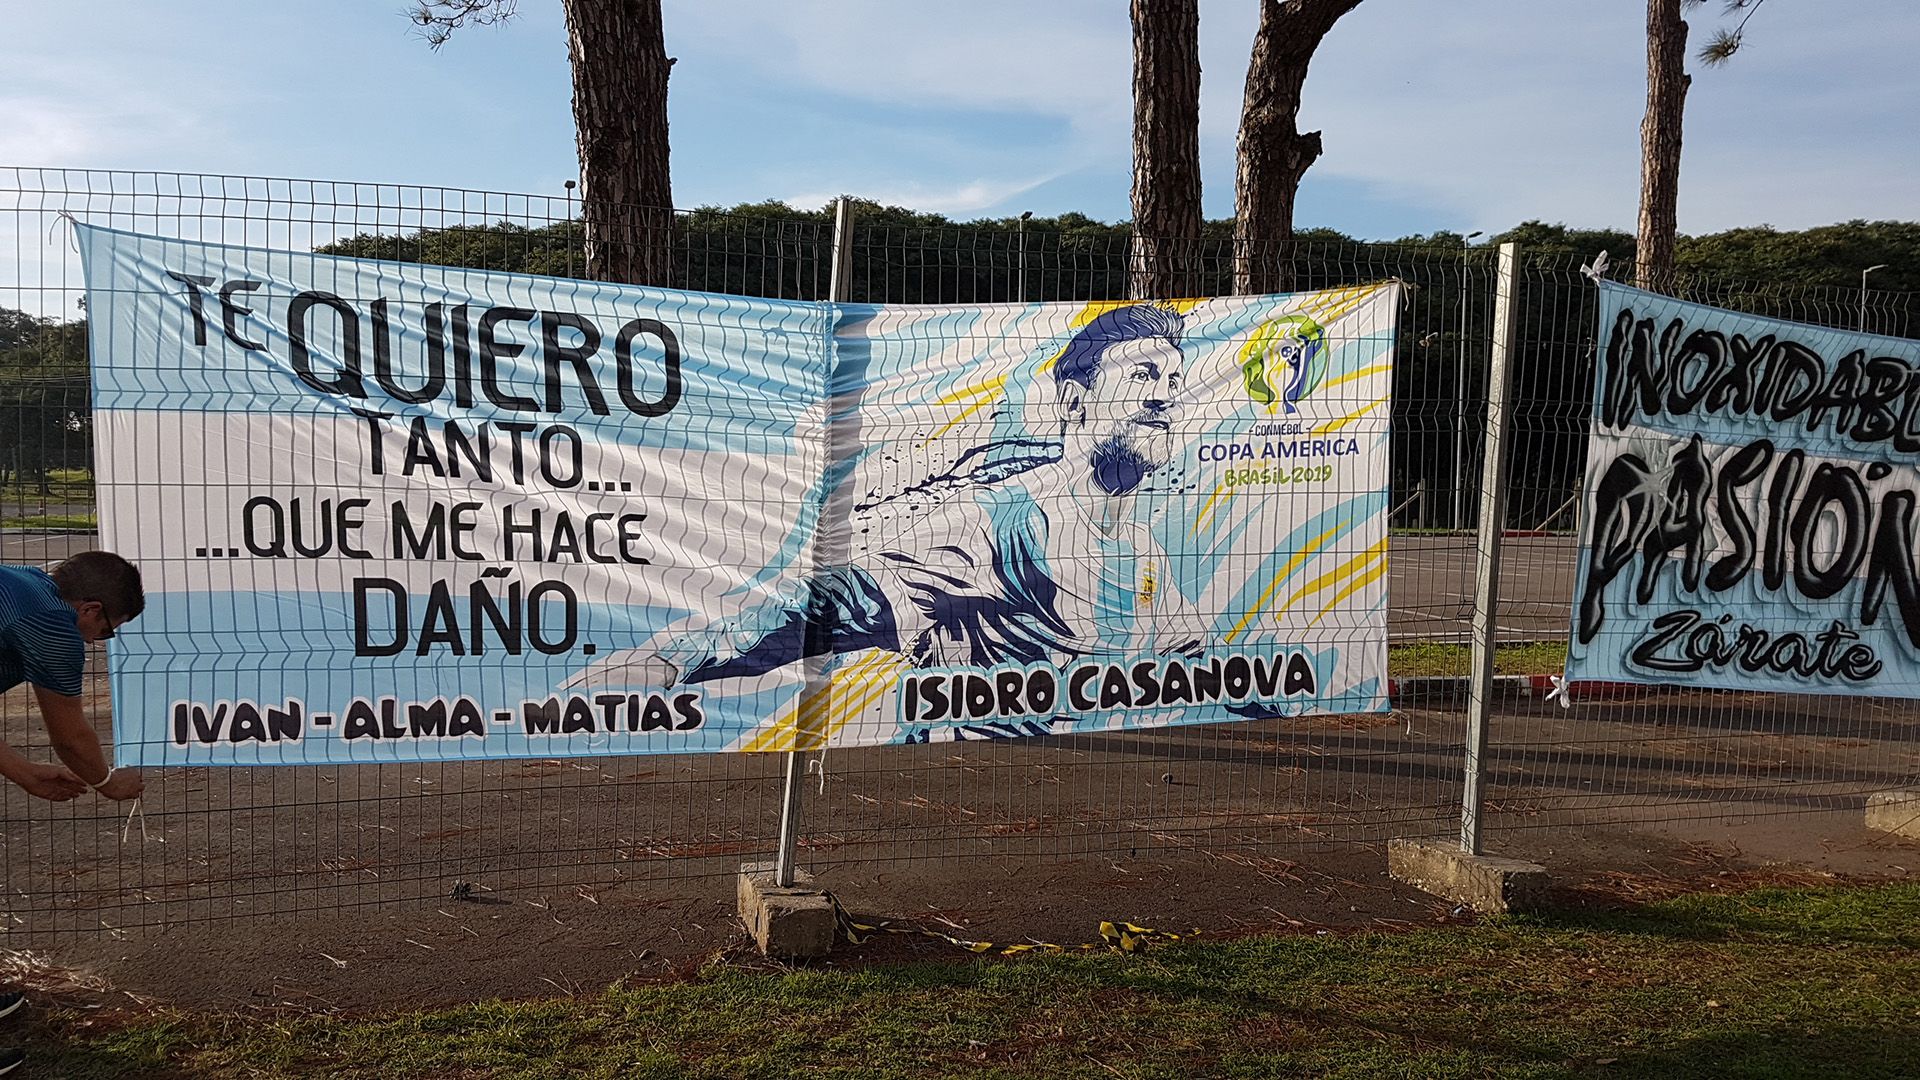 TE QUIERO
TANTO...
...QUE ME HACE
DAÑO.
IVAN - ALMA - MATIAS
- CONMEBOL -
COPA AMERICA
BRASIL 2019
ISIDRO CASANOVA
PASIÓN
Zárate